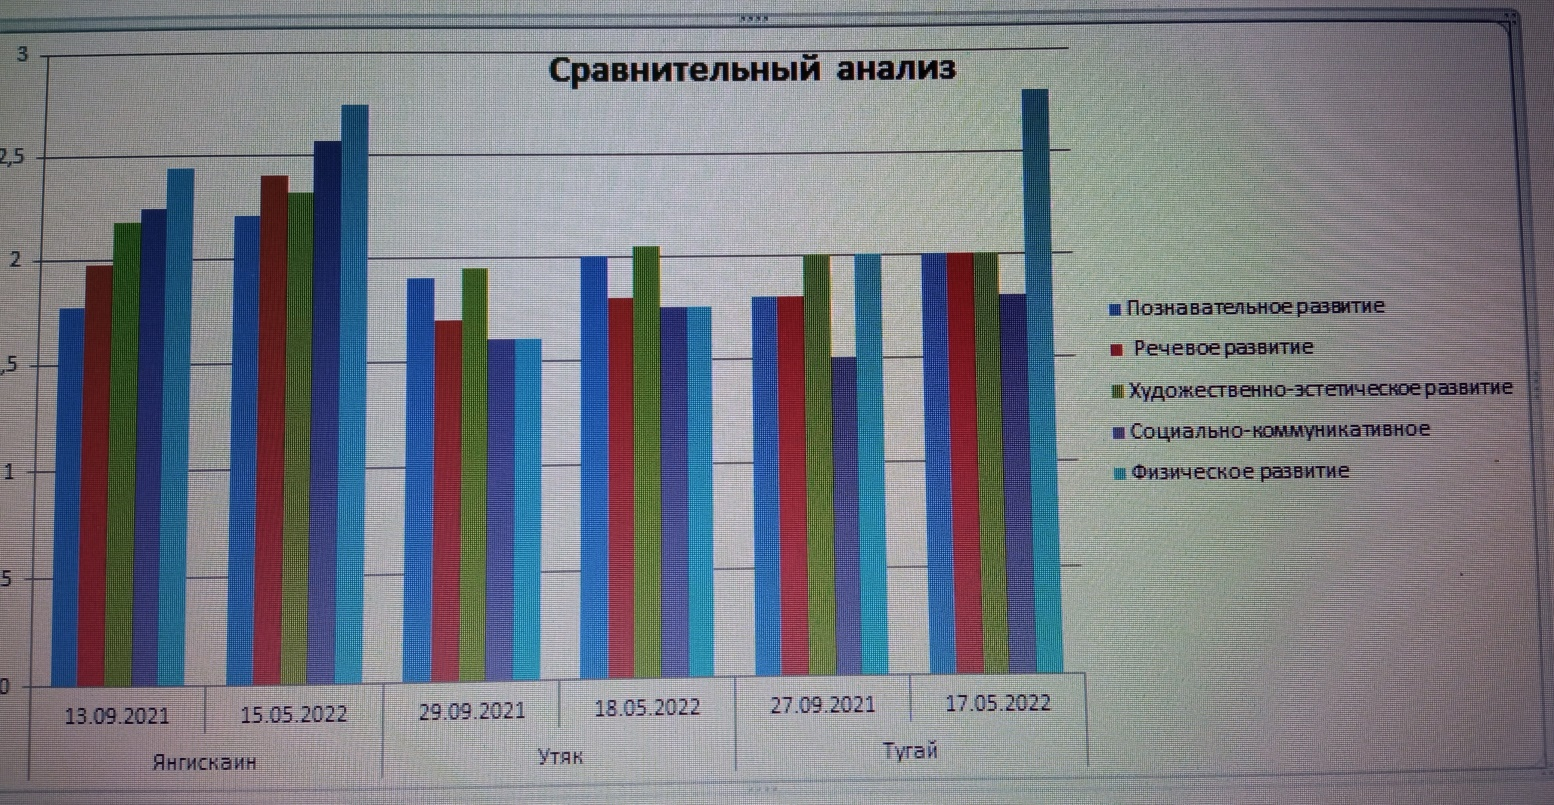 Сравнительный анализ
3
2,5
2
,5
1
5
0
13.09.2021 15.05.2022 29.09.2021 18.05.2022 27.09.2021 17.05.2022
Янгискаин Утяк Тугай
Познавательное развитие
Речевое развитие
Художественно-эстетическое развитие
Социально-коммуникативное
Физическое развитие